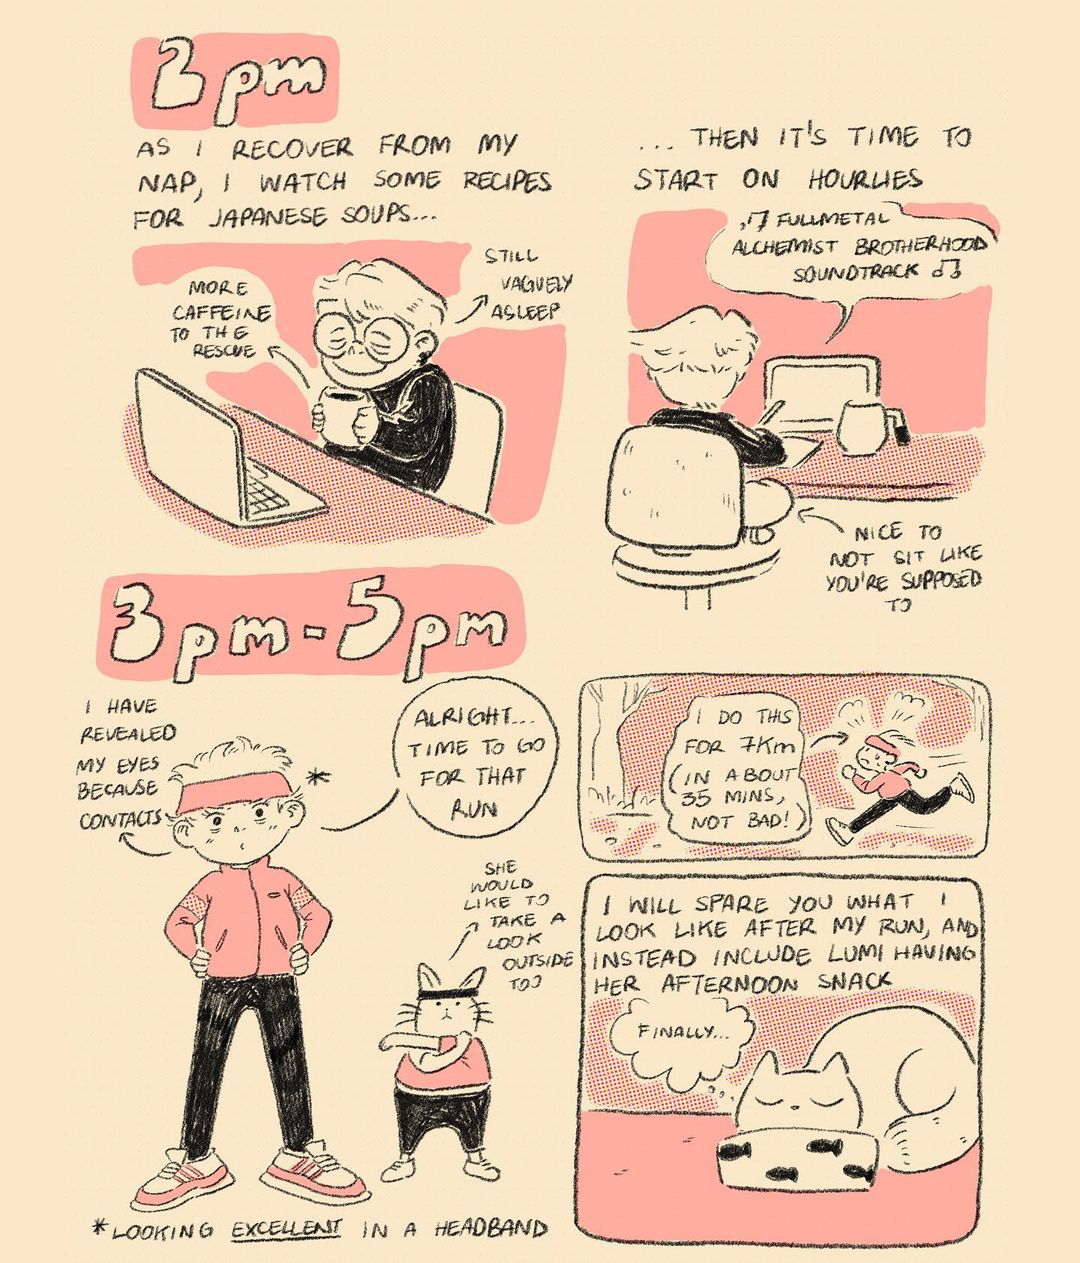 2pm
AS I RECOVER FROM MY
NAP, I WATCH SOME RECIPES
FOR JAPANESE SOUPS...
MORE
CAFFEINE
TO THE
RESCUE
STILL
VAGUELY
ASLEEP
... THEN IT'S TIME TO
START ON HOURLIES
♫ FULLMETAL
ALCHEMIST BROTHERHOOD
SOUNDTRACK ♫
NICE TO
NOT SIT LIKE
YOU'RE SUPPOSED
TO
3pm-5pm
I HAVE
REVEALED
MY EYES
BECAUSE
CONTACTS
*
ALRIGHT...
TIME TO GO
FOR THAT
RUN
SHE
WOULD
LIKE TO
TAKE A
LOOK
OUTSIDE
TOO
*LOOKING EXCELLENT IN A HEADBAND
I DO THIS
FOR 7Km
(IN ABOUT
35 MINS,
NOT BAD!)
I WILL SPARE YOU WHAT I
LOOK LIKE AFTER MY RUN, AND
INSTEAD INCLUDE LUMI HAVING
HER AFTERNOON SNACK
FINALLY...